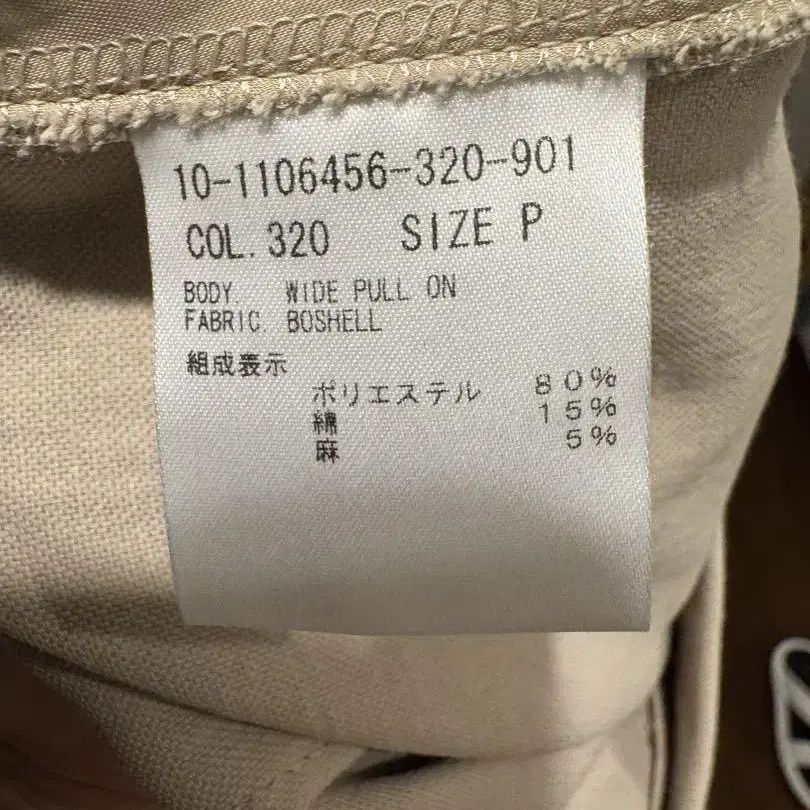 10-1106456-320-901
COL. 320 SIZE P
BODY. WIDE PULL ON
FABRIC. BOSHELL
組成表示
ポリエステル 80%
綿 15%
麻 5%